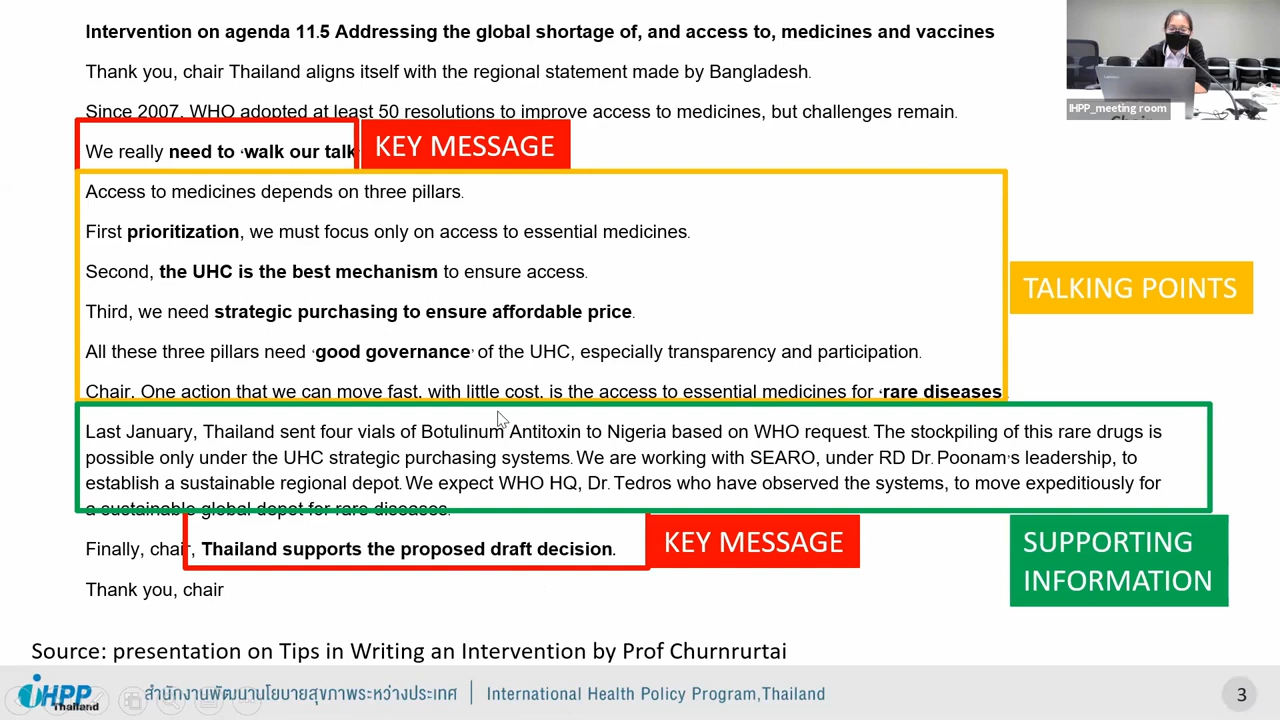 Intervention on agenda 11.5 Addressing the global shortage of, and access to, medicines and vaccines
Thank you, chair Thailand aligns itself with the regional statement made by Bangladesh.
IHPP_meeting room
Since 2007, WHO adopted at least 50 resolutions to improve access to medicines, but challenges remain.
We really need to ‘walk our talk
KEY MESSAGE
Access to medicines depends on three pillars.
First prioritization, we must focus only on access to essential medicines.
Second, the UHC is the best mechanism to ensure access.
Third, we need strategic purchasing to ensure affordable price.
TALKING POINTS
All these three pillars need ‘good governance’ of the UHC, especially transparency and participation.
Chair, One action that we can move fast, with little cost, is the access to essential medicines for ‘rare diseases
Last January, Thailand sent four vials of Botulinum Antitoxin to Nigeria based on WHO request. The stockpiling of this rare drugs is
possible only under the UHC strategic purchasing systems. We are working with SEARO, under RD Dr. Poonam’s leadership, to
establish a sustainable regional depot. We expect WHO HQ, Dr. Tedros who have observed the systems, to move expeditiously for
a sustainable global depot for rare diseases.
Finally, chair, Thailand supports the proposed draft decision.
KEY MESSAGE
SUPPORTING
INFORMATION
Thank you, chair
Source: presentation on Tips in Writing an Intervention by Prof Churnrurtai
iHPP
Thailand
สำนักงานพัฒนานโยบายสุขภาพระหว่างประเทศ
International Health Policy Program,Thailand
3